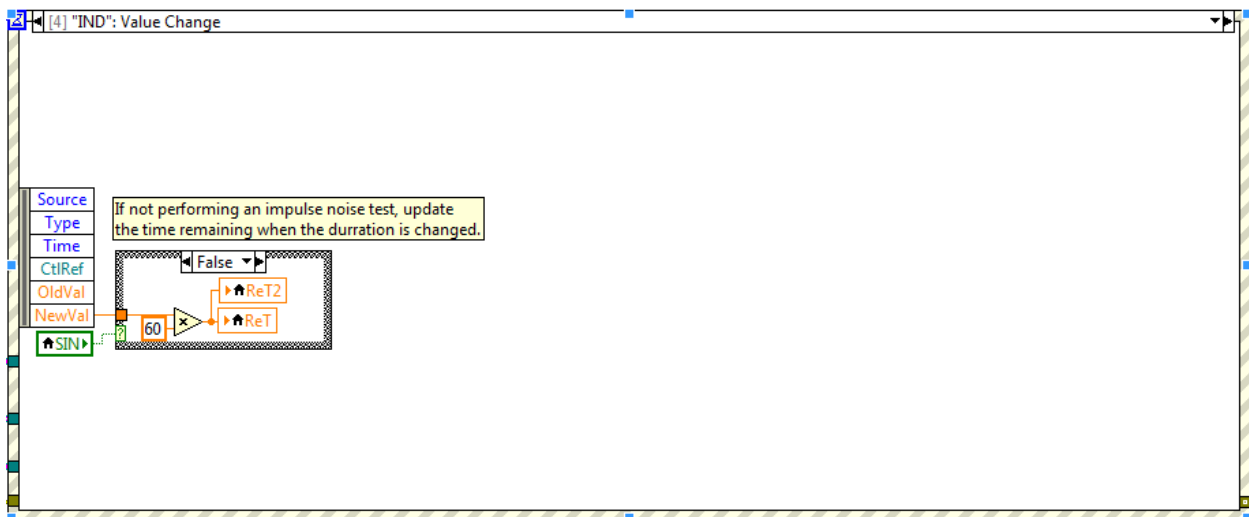 [4] "IND": Value Change
Source
Type
Time
CtlRef
OldVal
NewVal
If not performing an impulse noise test, update
the time remaining when the durration is changed.
False
ReT2
ReT
60
×
?
SIN